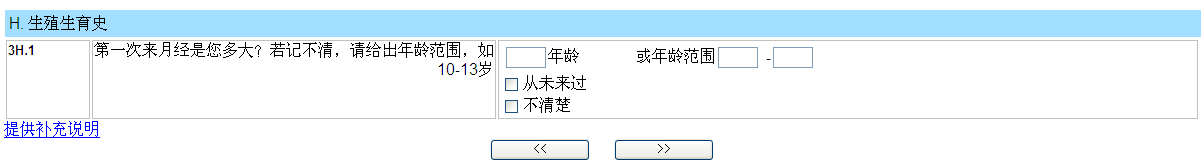 H. 生殖生育史
3H.1 第一次来月经是您多大？若记不清，请给出年龄范围，如
10-13岁
年龄 或年龄范围 -
从未来过
不清楚
提供补充说明
<< >>